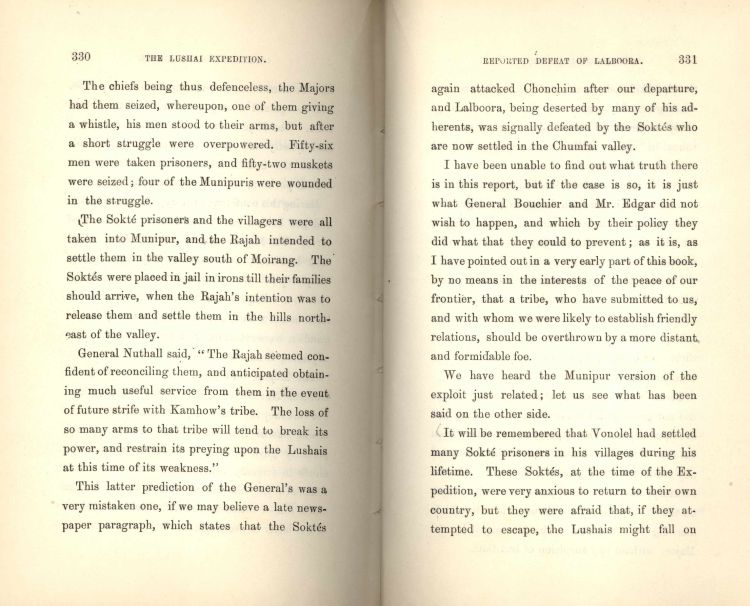 330
THE LUSHAI EXPEDITION.
The chiefs being thus defenceless, the Majors
had them seized, whereupon, one of them giving
a whistle, his men stood to their arms, but after
a short struggle were overpowered. Fifty-six
men were taken prisoners, and fifty-two muskets
were seized; four of the Munipuris were wounded
in the struggle.
The Sokté prisoners and the villagers were all
taken into Munipur, and the Rajah intended to
settle them in the valley south of Moirang. The
Soktés were placed in jail in irons till their families
should arrive, when the Rajah's intention was to
release them and settle them in the hills north-
east of the valley.
General Nuthall said, "The Rajah seemed con-
fident of reconciling them, and anticipated obtain-
ing much useful service from them in the event
of future strife with Kamhow's tribe. The loss of
so many arms to that tribe will tend to break its
power, and restrain its preying upon the Lushais
at this time of its weakness."
This latter prediction of the General's was a
very mistaken one, if we may believe a late news-
paper paragraph, which states that the Soktés
REPORTED DEFEAT OF LALBOORA.
331
again attacked Chonchim after our departure,
and Lalboora, being deserted by many of his ad-
herents, was signally defeated by the Soktés who
are now settled in the Chumfai valley.
I have been unable to find out what truth there
is in this report, but if the case is so, it is just
what General Bouchier and Mr. Edgar did not
wish to happen, and which by their policy they
did what that they could to prevent; as it is, as
I have pointed out in a very early part of this book,
by no means in the interests of the peace of our
frontier, that a tribe, who have submitted to us,
and with whom we were likely to establish friendly
relations, should be overthrown by a more distant
and formidable foe.
We have heard the Munipur version of the
exploit just related; let us see what has been
said on the other side.
It will be remembered that Vonolel had settled
many Sokté prisoners in his villages during his
lifetime. These Soktés, at the time of the Ex-
pedition, were very anxious to return to their own
country, but they were afraid that, if they at-
tempted to escape, the Lushais might fall on